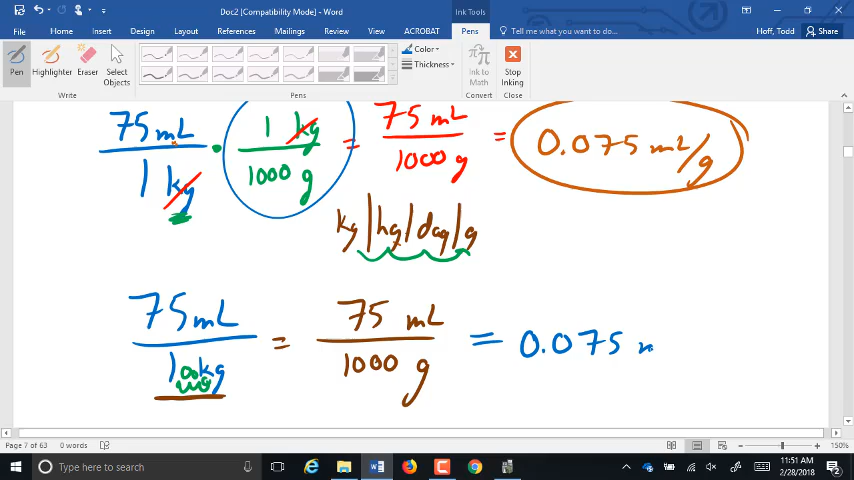 Doc2 [Compatibility Mode] - Word
Ink Tools
Hoff, Todd
File Home Insert Design Layout References Mailings Review View ACROBAT Pens Tell me what you want to do... Share
Pen Highlighter Eraser Select Objects
Color
Thickness
Ink to Math
Stop Inking
Write Pens Convert Close
75 mL / 1 kg · 1 kg / 1000 g = 75 mL / 1000 g = 0.075 mL/g
kg|hg|dag|g
75 mL / 1 kg = 75 mL / 1000 g = 0.075
Page 7 of 63 0 words 150%
Type here to search
11:51 AM
2/28/2018
2